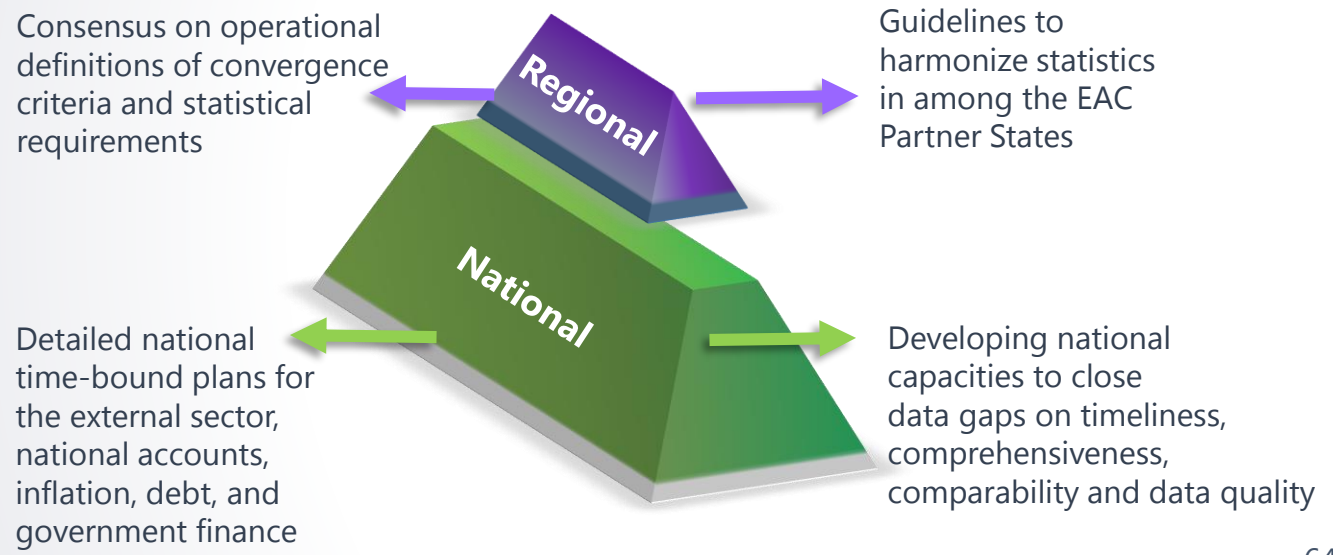 Consensus on operational
definitions of convergence
criteria and statistical
requirements
Regional
Guidelines to
harmonize statistics
in among the EAC
Partner States
National
Detailed national
time-bound plans for
the external sector,
national accounts,
inflation, debt, and
government finance
Developing national
capacities to close
data gaps on timeliness,
comprehensiveness,
comparability and data quality